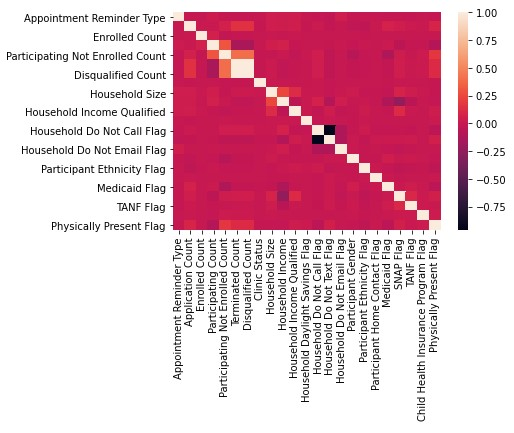 Appointment Reminder Type
Enrolled Count
Participating Not Enrolled Count
Disqualified Count
Household Size
Household Income Qualified
Household Do Not Call Flag
Household Do Not Email Flag
Participant Ethnicity Flag
Medicaid Flag
TANF Flag
Physically Present Flag
Appointment Reminder Type
Application Count
Enrolled Count
Participating Count
Participating Not Enrolled Count
Terminated Count
Disqualified Count
Clinic Status
Household Size
Household Income
Household Income Qualified
Household Daylight Savings Flag
Household Do Not Call Flag
Household Do Not Text Flag
Household Do Not Email Flag
Participant Gender
Participant Ethnicity Flag
Participant Home Contact Flag
Medicaid Flag
SNAP Flag
TANF Flag
Child Health Insurance Program Flag
Physically Present Flag
1.00
0.75
0.50
0.25
0.00
−0.25
−0.50
−0.75